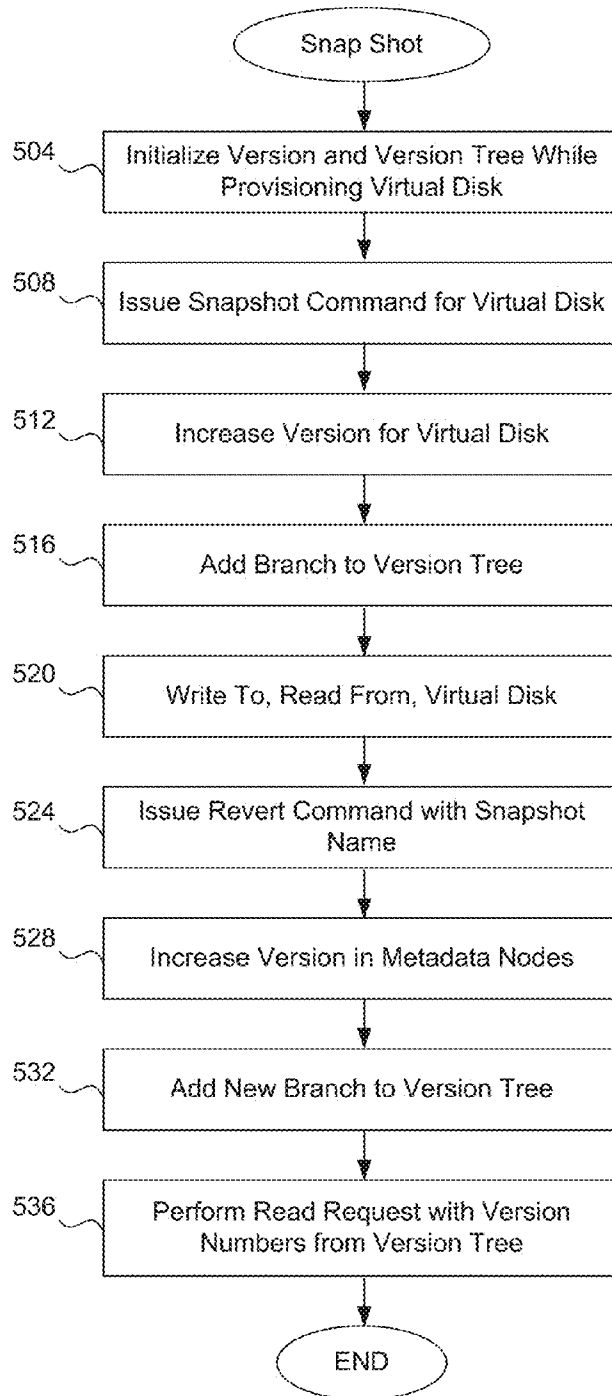 Snap Shot
504
Initialize Version and Version Tree While
Provisioning Virtual Disk
508
Issue Snapshot Command for Virtual Disk
512
Increase Version for Virtual Disk
516
Add Branch to Version Tree
520
Write To, Read From, Virtual Disk
524
Issue Revert Command with Snapshot
Name
528
Increase Version in Metadata Nodes
532
Add New Branch to Version Tree
536
Perform Read Request with Version
Numbers from Version Tree
END